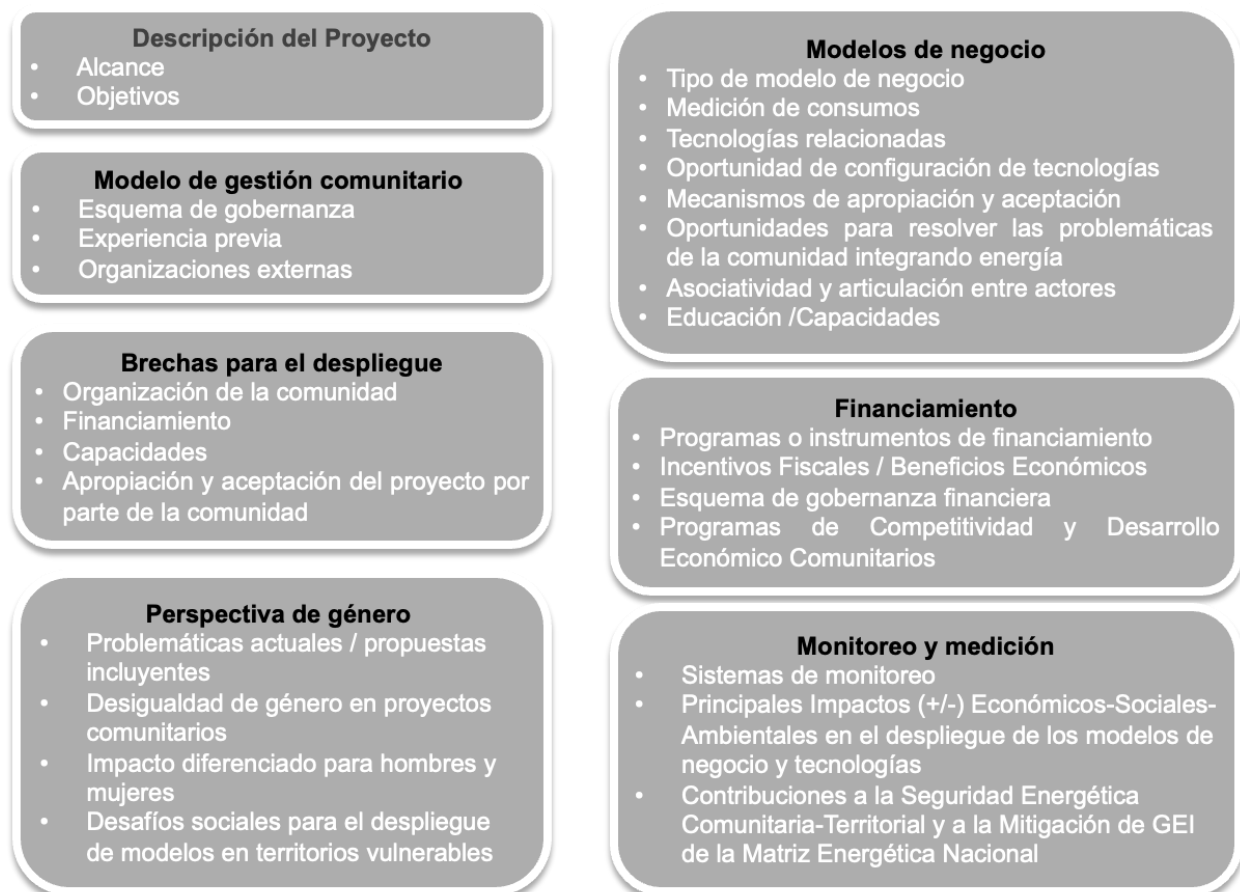 Descripción del Proyecto
• Alcance
• Objetivos
Modelo de gestión comunitario
• Esquema de gobernanza
• Experiencia previa
• Organizaciones externas
Brechas para el despliegue
• Organización de la comunidad
• Financiamiento
• Capacidades
• Apropiación y aceptación del proyecto por
parte de la comunidad
Perspectiva de género
• Problemáticas actuales / propuestas
incluyentes
• Desigualdad de género en proyectos
comunitarios
• Impacto diferenciado para hombres y
mujeres
• Desafíos sociales para el despliegue
de modelos en territorios vulnerables
Modelos de negocio
• Tipo de modelo de negocio
• Medición de consumos
• Tecnologías relacionadas
• Oportunidad de configuración de tecnologías
• Mecanismos de apropiación y aceptación
• Oportunidades para resolver las problemáticas
de la comunidad integrando energía
• Asociatividad y articulación entre actores
• Educación /Capacidades
Financiamiento
• Programas o instrumentos de financiamiento
• Incentivos Fiscales / Beneficios Económicos
• Esquema de gobernanza financiera
• Programas de Competitividad y Desarrollo
Económico Comunitarios
Monitoreo y medición
• Sistemas de monitoreo
• Principales Impactos (+/-) Económicos-Sociales-
Ambientales en el despliegue de los modelos de
negocio y tecnologías
• Contribuciones a la Seguridad Energética
Comunitaria-Territorial y a la Mitigación de GEI
de la Matriz Energética Nacional